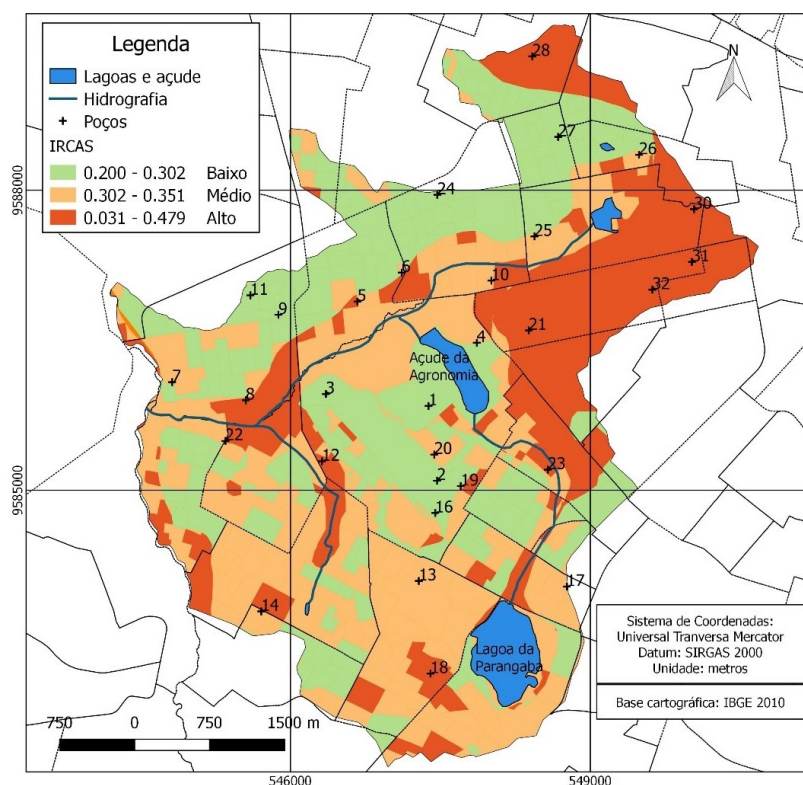 Legenda
Lagoas e açude
Hidrografia
Poços
IRCAS
0.200 - 0.302 Baixo
0.302 - 0.351 Médio
0.031 - 0.479 Alto
N
28
27
26
24
30
25
31
6
10
32
11
5
9
21
4
Açude da
Agronomia
7
3
8
1
22
20
12
23
2
19
16
13
17
14
Lagoa da
Parangaba
18
9588000
9585000
Sistema de Coordenadas:
Universal Tranversa Mercator
Datum: SIRGAS 2000
Unidade: metros
Base cartográfica: IBGE 2010
750 0 750 1500 m
546000 549000